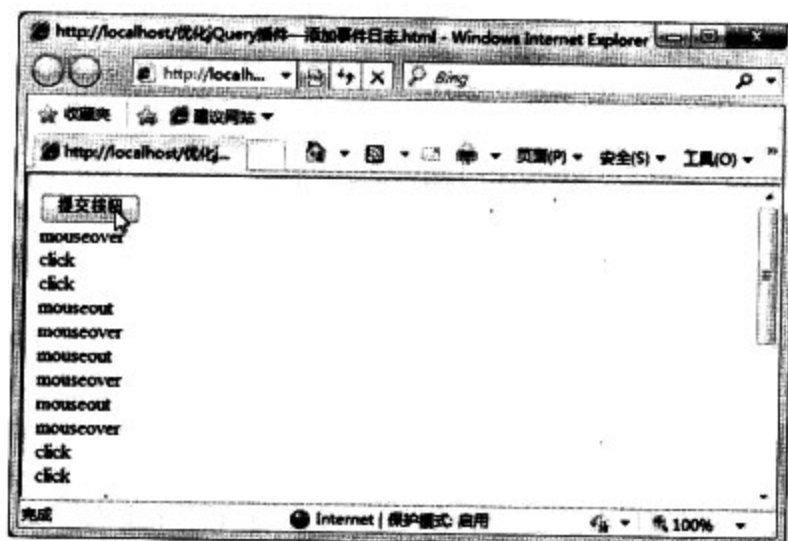 http://localhost/优化jQuery插件—添加事件日志.html - Windows Internet Explorer
http://localh... Bing
收藏夹 建议网站
http://localhost/优化j... 页面(P) 安全(S) 工具(O) »
提交按钮
mouseover
click
click
mouseout
mouseover
mouseout
mouseover
mouseout
mouseover
click
click
完成 Internet | 保护模式: 启用 100%